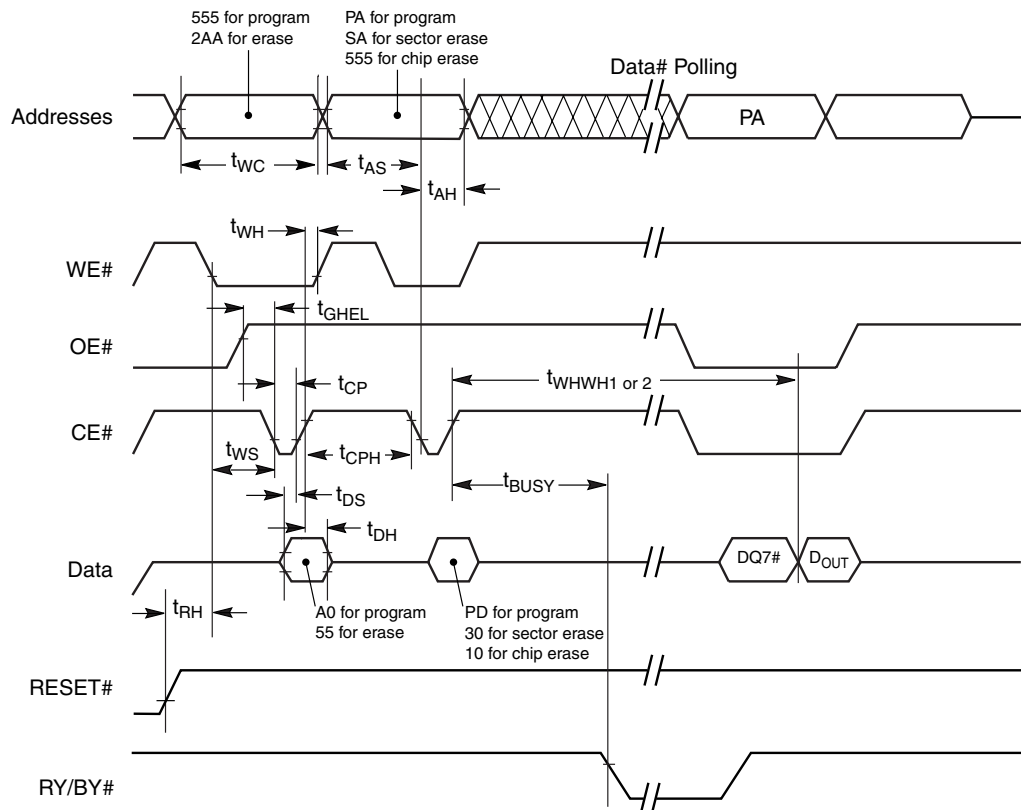 555 for program
2AA for erase
PA for program
SA for sector erase
555 for chip erase
Data# Polling
Addresses
PA
tWC
tAS
tAH
tWH
WE#
tGHEL
OE#
tCP
tWHWH1 or 2
CE#
tWS
tCPH
tBUSY
tDS
tDH
Data
DQ7#
DOUT
tRH
A0 for program
55 for erase
PD for program
30 for sector erase
10 for chip erase
RESET#
RY/BY#